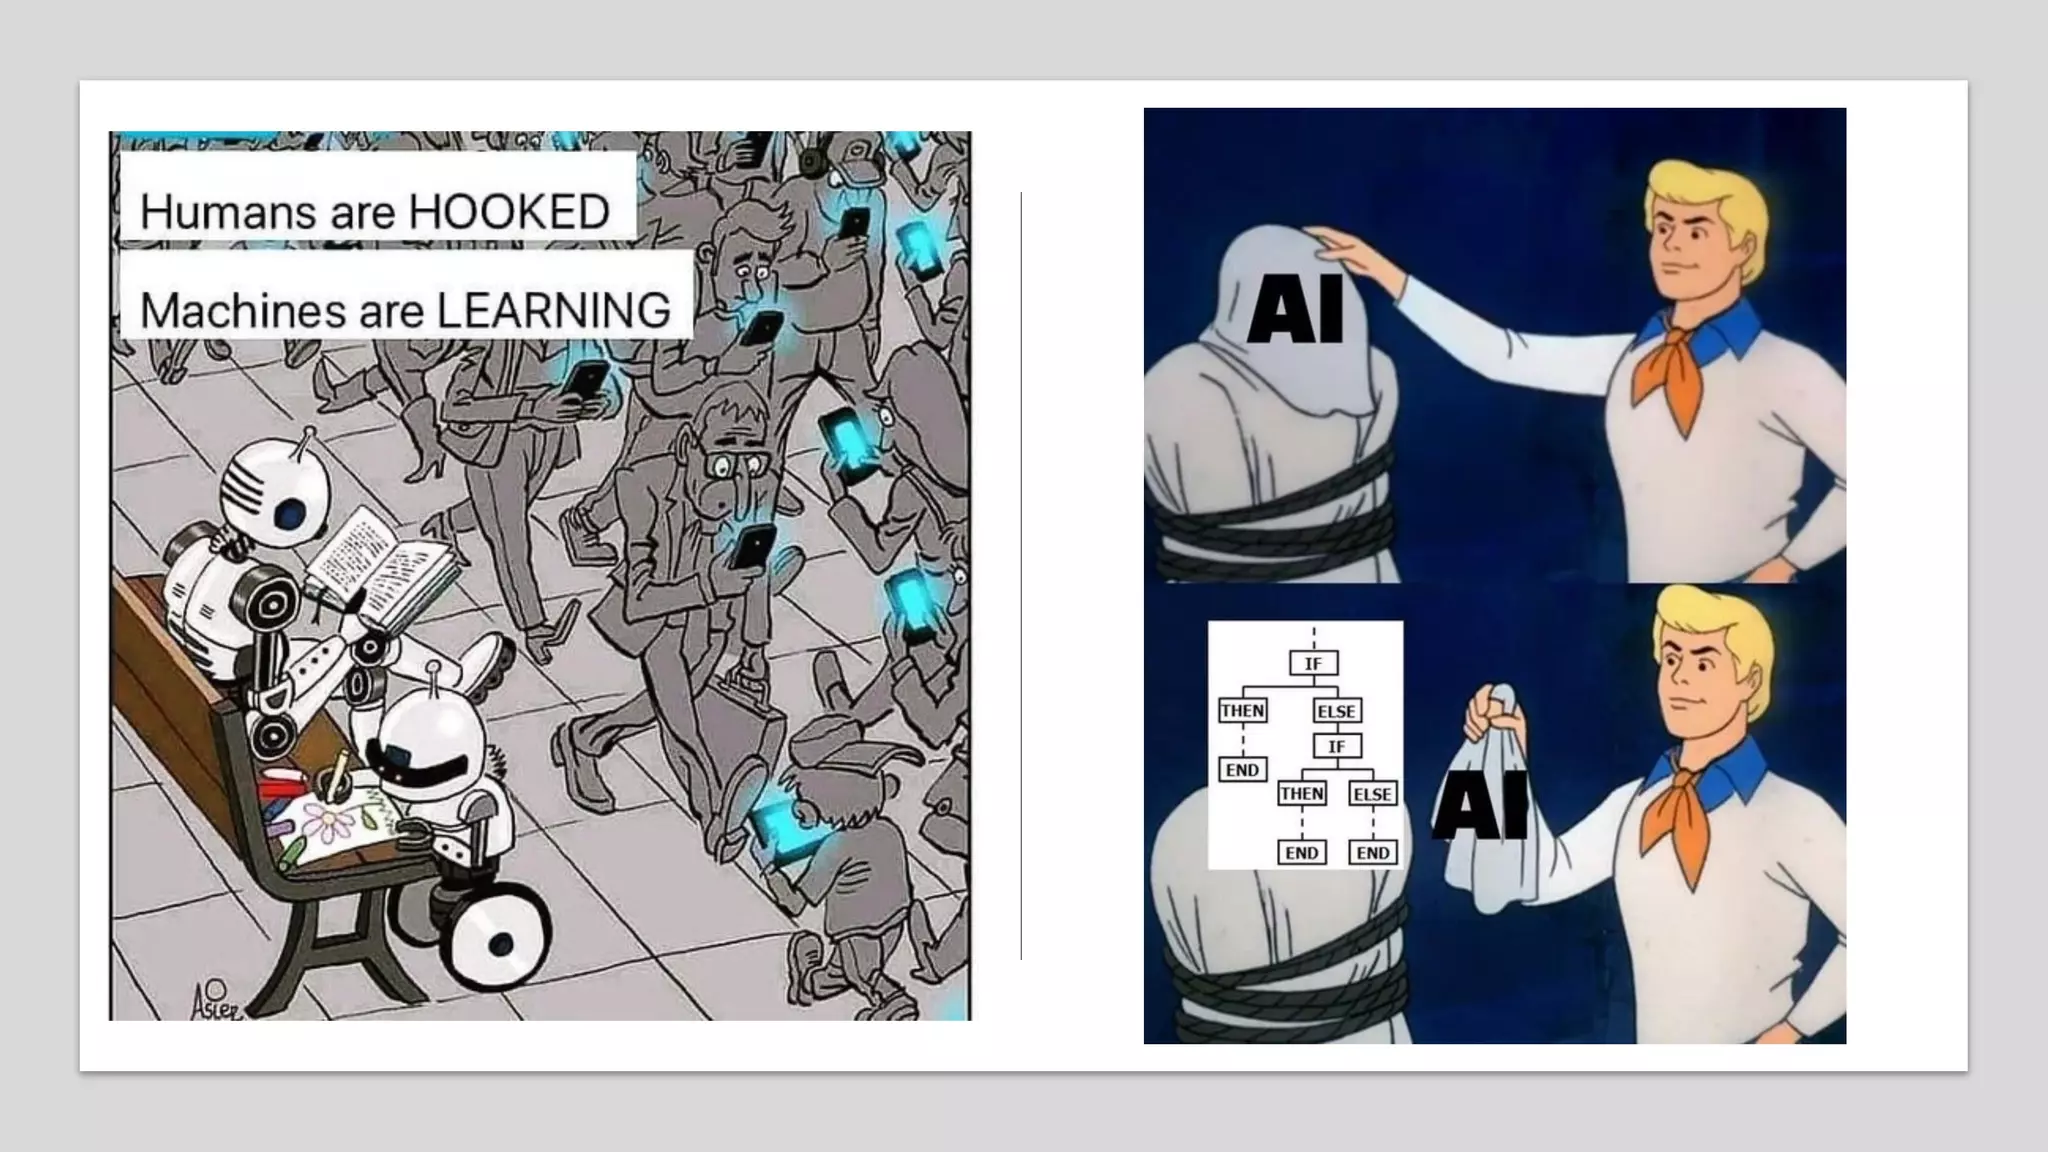 Humans are HOOKED
Machines are LEARNING
Asier
AI
IF
THEN ELSE
IF
END
THEN ELSE
END END
AI